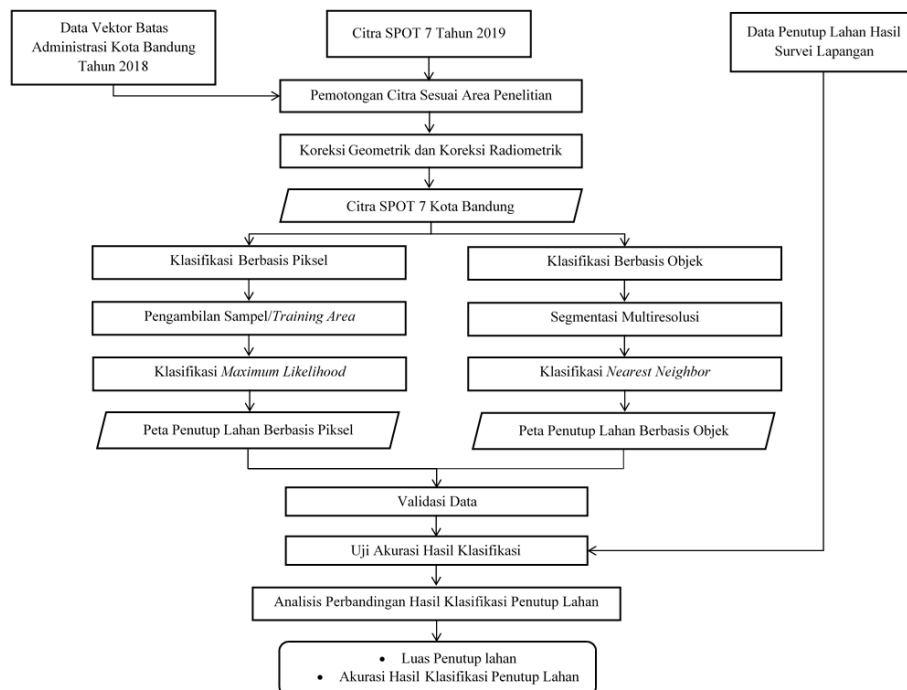 Data Vektor Batas
Administrasi Kota Bandung
Tahun 2018
Citra SPOT 7 Tahun 2019
Data Penutup Lahan Hasil
Survei Lapangan
Pemotongan Citra Sesuai Area Penelitian
Koreksi Geometrik dan Koreksi Radiometrik
Citra SPOT 7 Kota Bandung
Klasifikasi Berbasis Piksel
Klasifikasi Berbasis Objek
Pengambilan Sampel/Training Area
Segmentasi Multiresolusi
Klasifikasi Maximum Likelihood
Klasifikasi Nearest Neighbor
Peta Penutup Lahan Berbasis Piksel
Peta Penutup Lahan Berbasis Objek
Validasi Data
Uji Akurasi Hasil Klasifikasi
Analisis Perbandingan Hasil Klasifikasi Penutup Lahan
• Luas Penutup lahan
• Akurasi Hasil Klasifikasi Penutup Lahan